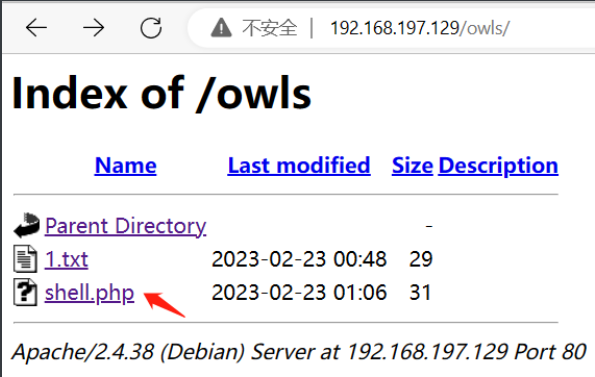 不安全 | 192.168.197.129/owls/
Index of /owls
Name Last modified Size Description
Parent Directory -
1.txt 2023-02-23 00:48 29
shell.php 2023-02-23 01:06 31
Apache/2.4.38 (Debian) Server at 192.168.197.129 Port 80